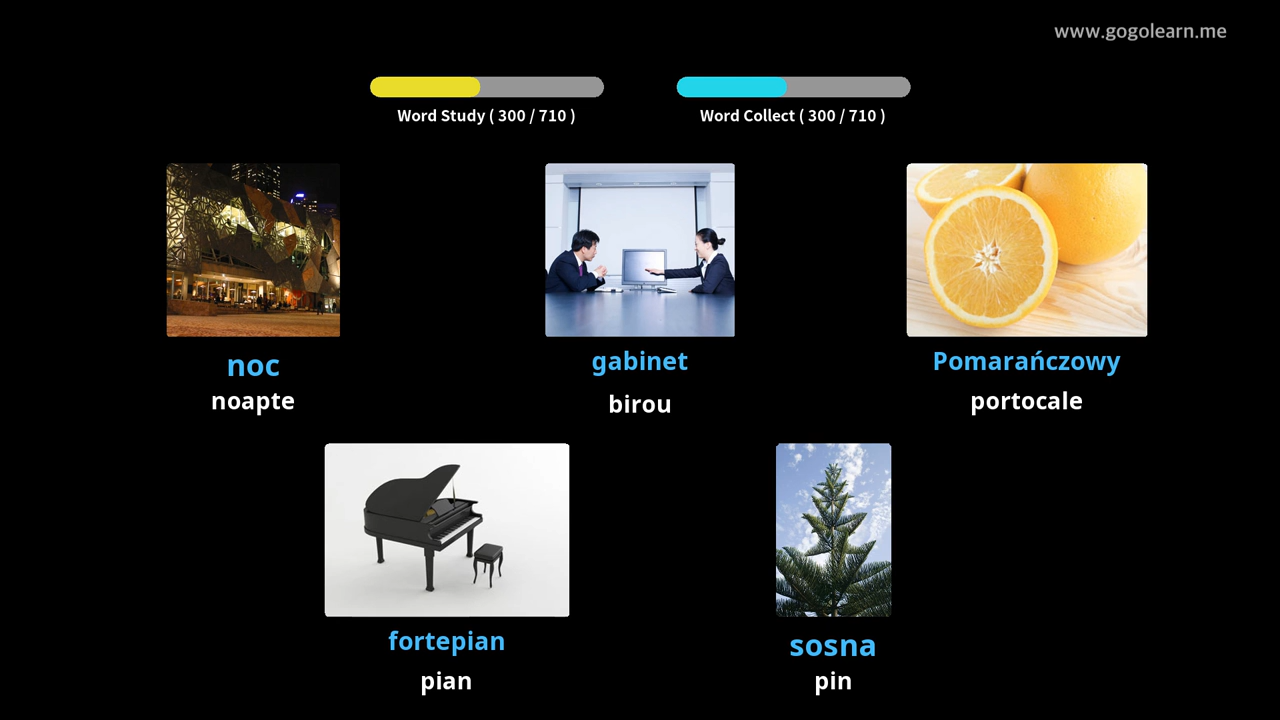 www.gogolearn.me
Word Study ( 300 / 710 )
Word Collect ( 300 / 710 )
noc
noapte
gabinet
birou
Pomarańczowy
portocale
fortepian
pian
sosna
pin